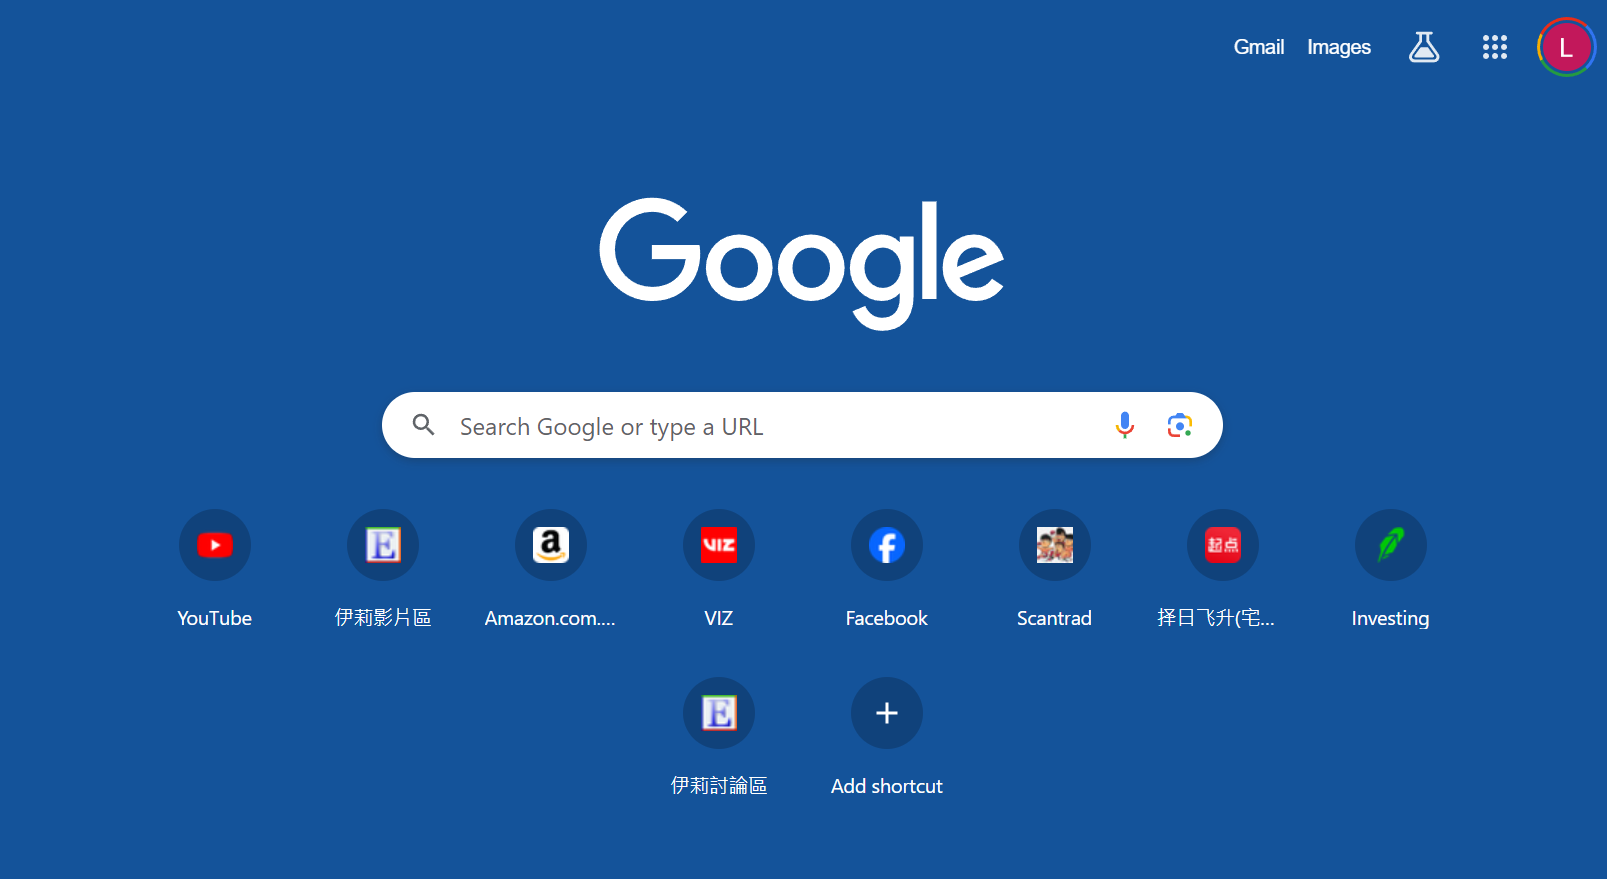 Gmail Images L
Google
Search Google or type a URL
a VIZ 起点
E
YouTube 伊莉影片區 Amazon.com.... VIZ Facebook Scantrad 择日飞升(宅... Investing
E
伊莉討論區 Add shortcut